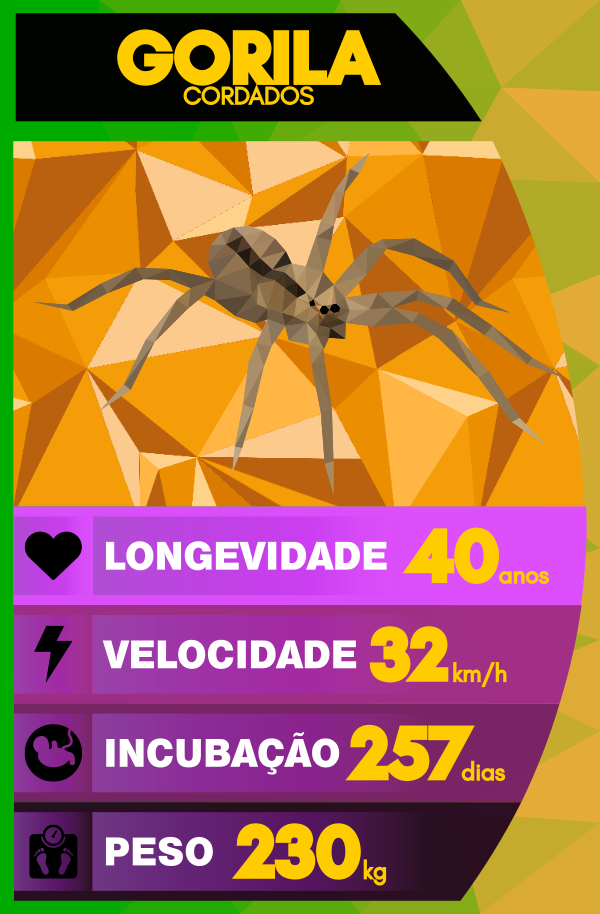 GORILA
CORDADOS
LONGEVIDADE 40 anos
VELOCIDADE 32 km/h
INCUBAÇÃO 257 dias
PESO 230 kg